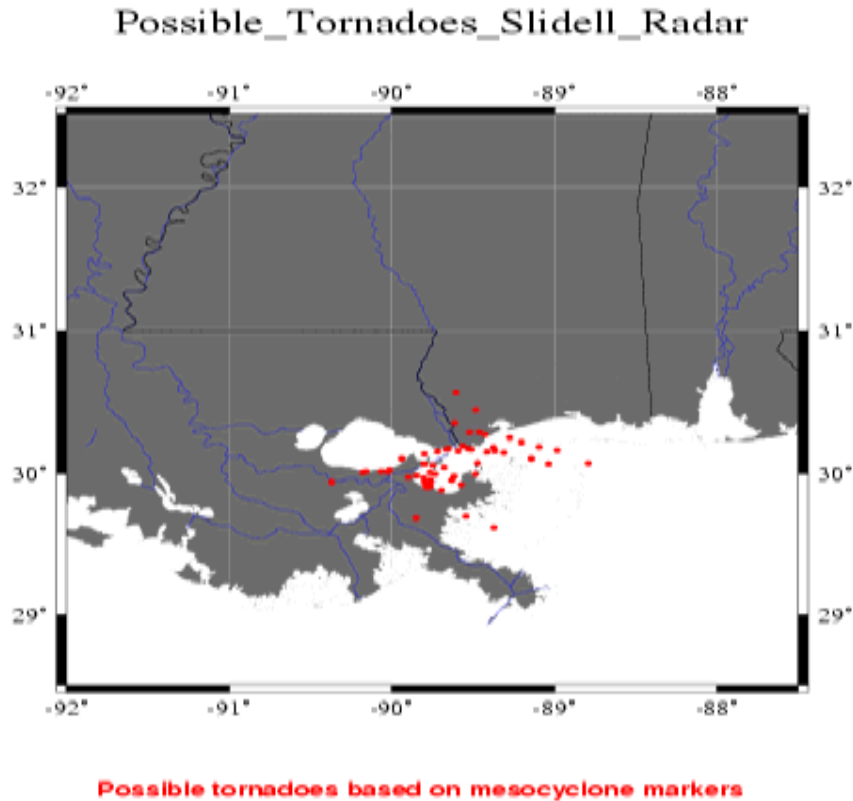 Possible_Tornadoes_Slidell_Radar
-92° -91° -90° -89° -88°
32° 32°
31° 31°
30° 30°
29° 29°
-92° -91° -90° -89° -88°
Possible tornadoes based on mesocyclone markers